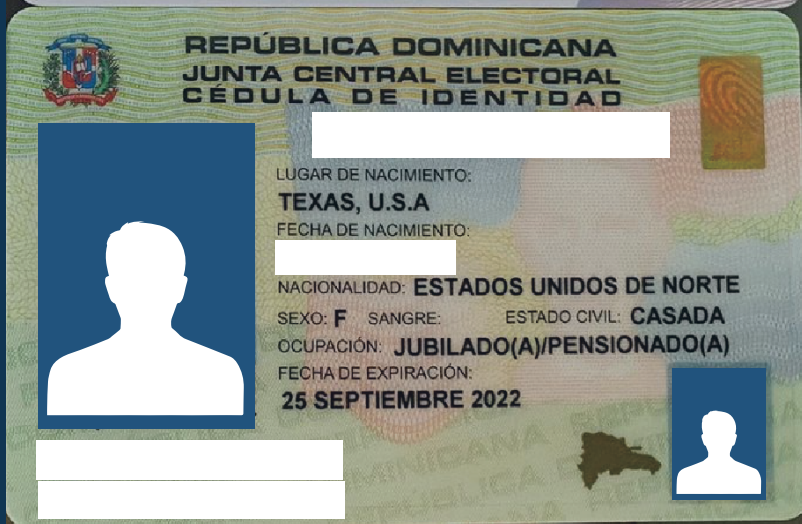 REPÚBLICA DOMINICANA
JUNTA CENTRAL ELECTORAL
CÉDULA DE IDENTIDAD
LUGAR DE NACIMIENTO:
TEXAS, U.S.A
FECHA DE NACIMIENTO:
NACIONALIDAD: ESTADOS UNIDOS DE NORTE
SEXO: F SANGRE: ESTADO CIVIL: CASADA
OCUPACIÓN: JUBILADO(A)/PENSIONADO(A)
FECHA DE EXPIRACIÓN:
25 SEPTIEMBRE 2022